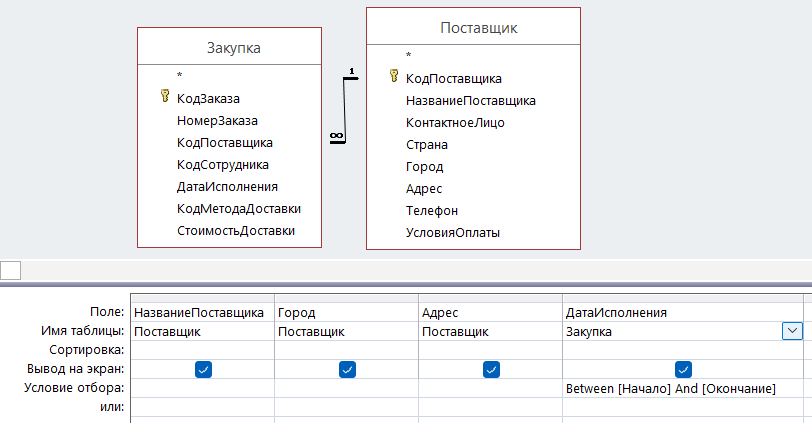 Закупка
*
КодЗаказа
НомерЗаказа
КодПоставщика
КодСотрудника
ДатаИсполнения
КодМетодаДоставки
СтоимостьДоставки
1
∞
Поставщик
*
КодПоставщика
НазваниеПоставщика
КонтактноеЛицо
Страна
Город
Адрес
Телефон
УсловияОплаты
Поле: НазваниеПоставщика Город Адрес ДатаИсполнения
Имя таблицы: Поставщик Поставщик Поставщик Закупка
Сортировка:
Вывод на экран:
Условие отбора: Between [Начало] And [Окончание]
или: